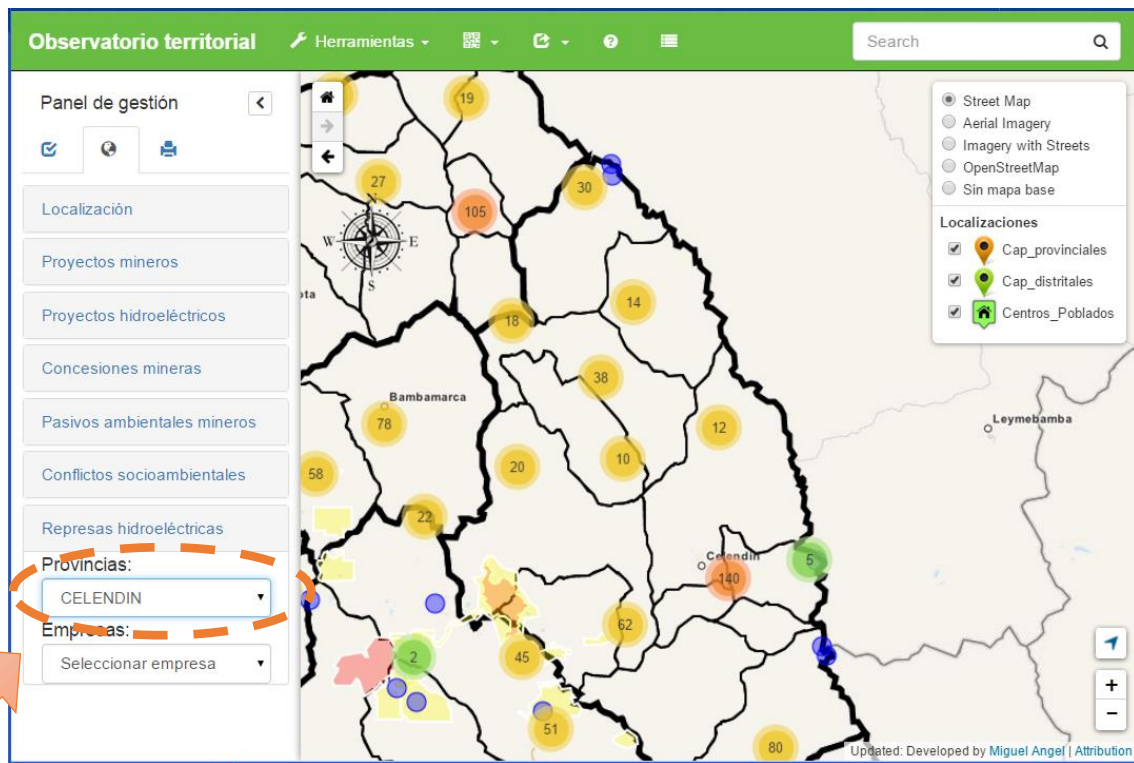 Observatorio territorial
Herramientas
Search
Panel de gestión
Localización
Proyectos mineros
Proyectos hidroeléctricos
Concesiones mineras
Pasivos ambientales mineros
Conflictos socioambientales
Represas hidroeléctricas
Provincias:
CELENDIN
Empresas:
Seleccionar empresa
19
27
105
30
N
W
E
S
ota
14
18
38
Bambamarca
78
12
20
10
58
22
Celendin
140
5
62
2
45
51
80
Leymebamba
Street Map
Aerial Imagery
Imagery with Streets
OpenStreetMap
Sin mapa base
Localizaciones
Cap_provinciales
Cap_distritales
Centros_Poblados
+
−
Updated: Developed by Miguel Angel | Attribution